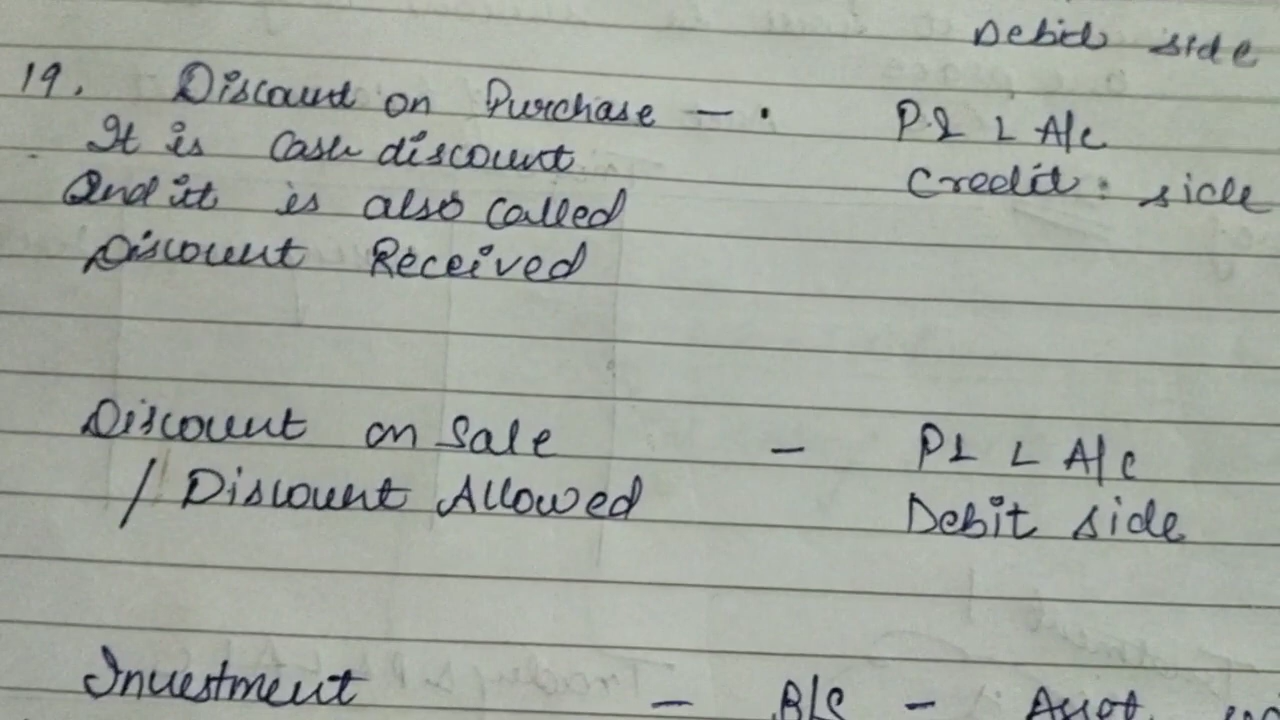 Debit side
19. Discount on Purchase — . P.& L A/c
It is Cash discount Credit side
And it is also called
Discount Received
Discount on Sale — P& L A/c
/ Discount Allowed Debit side
Investment — B/S — Asset